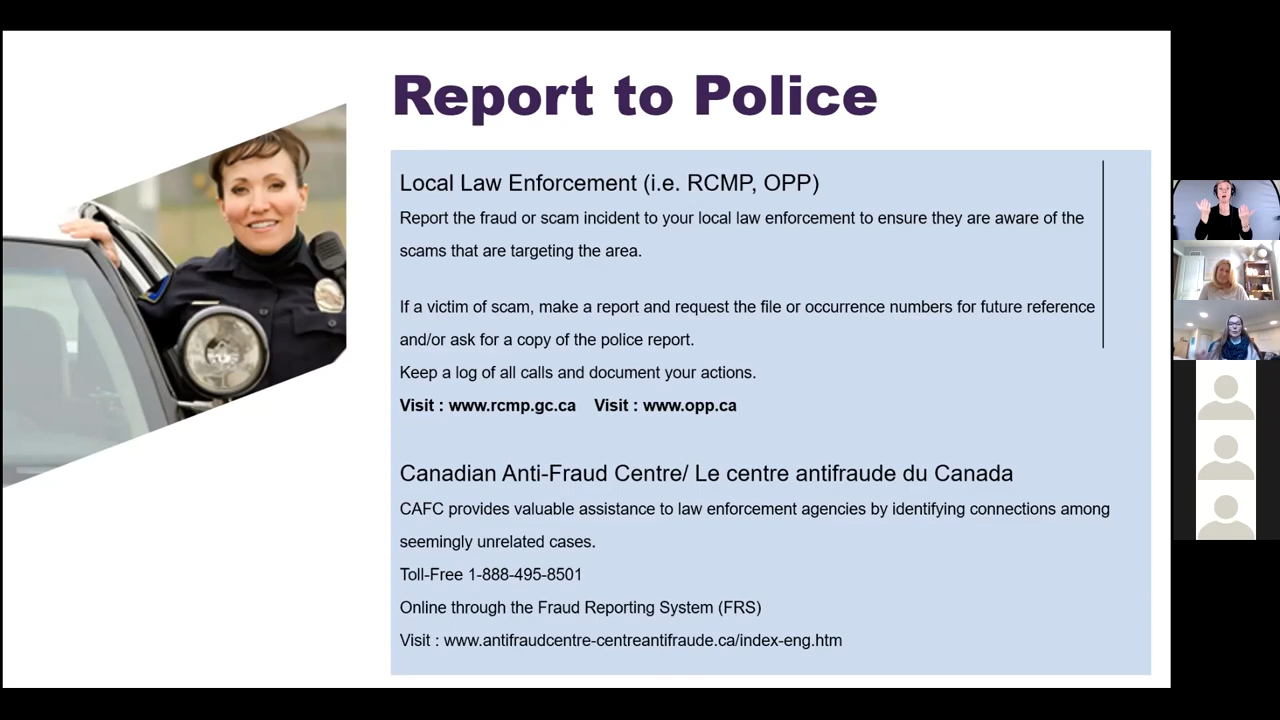 Report to Police
Local Law Enforcement (i.e. RCMP, OPP)
Report the fraud or scam incident to your local law enforcement to ensure they are aware of the
scams that are targeting the area.
If a victim of scam, make a report and request the file or occurrence numbers for future reference
and/or ask for a copy of the police report.
Keep a log of all calls and document your actions.
Visit : www.rcmp.gc.ca    Visit : www.opp.ca
Canadian Anti-Fraud Centre/ Le centre antifraude du Canada
CAFC provides valuable assistance to law enforcement agencies by identifying connections among
seemingly unrelated cases.
Toll-Free 1-888-495-8501
Online through the Fraud Reporting System (FRS)
Visit : www.antifraudcentre-centreantifraude.ca/index-eng.htm